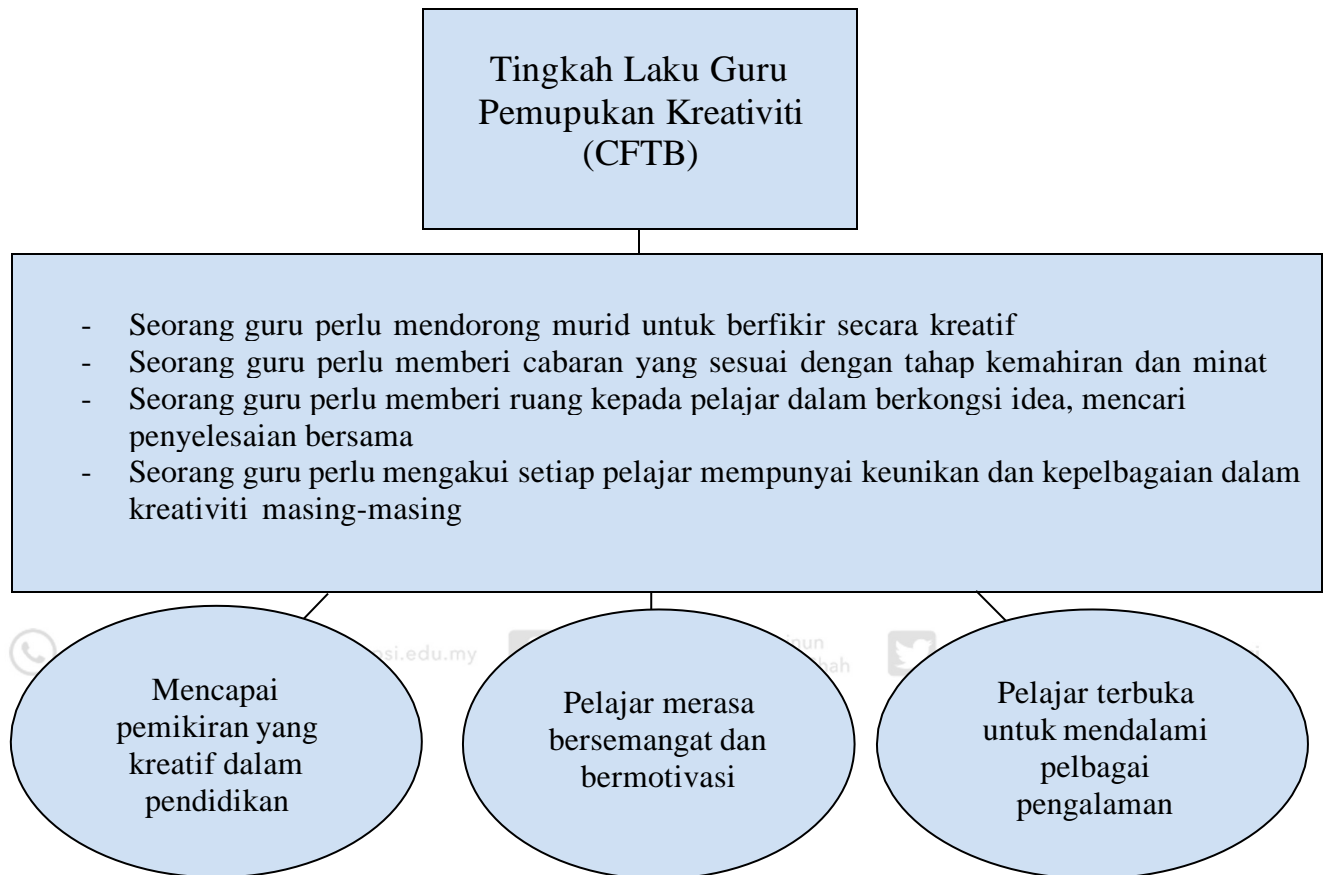 Tingkah Laku Guru
Pemupukan Kreativiti
(CFTB)
- Seorang guru perlu mendorong murid untuk berfikir secara kreatif
- Seorang guru perlu memberi cabaran yang sesuai dengan tahap kemahiran dan minat
- Seorang guru perlu memberi ruang kepada pelajar dalam berkongsi idea, mencari
penyelesaian bersama
- Seorang guru perlu mengakui setiap pelajar mempunyai keunikan dan kepelbagaian dalam
kreativiti masing-masing
si.edu.my
Mencapai
pemikiran yang
kreatif dalam
pendidikan
Pelajar merasa
bersemangat dan
bermotivasi
Pelajar terbuka
untuk mendalami
pelbagai
pengalaman